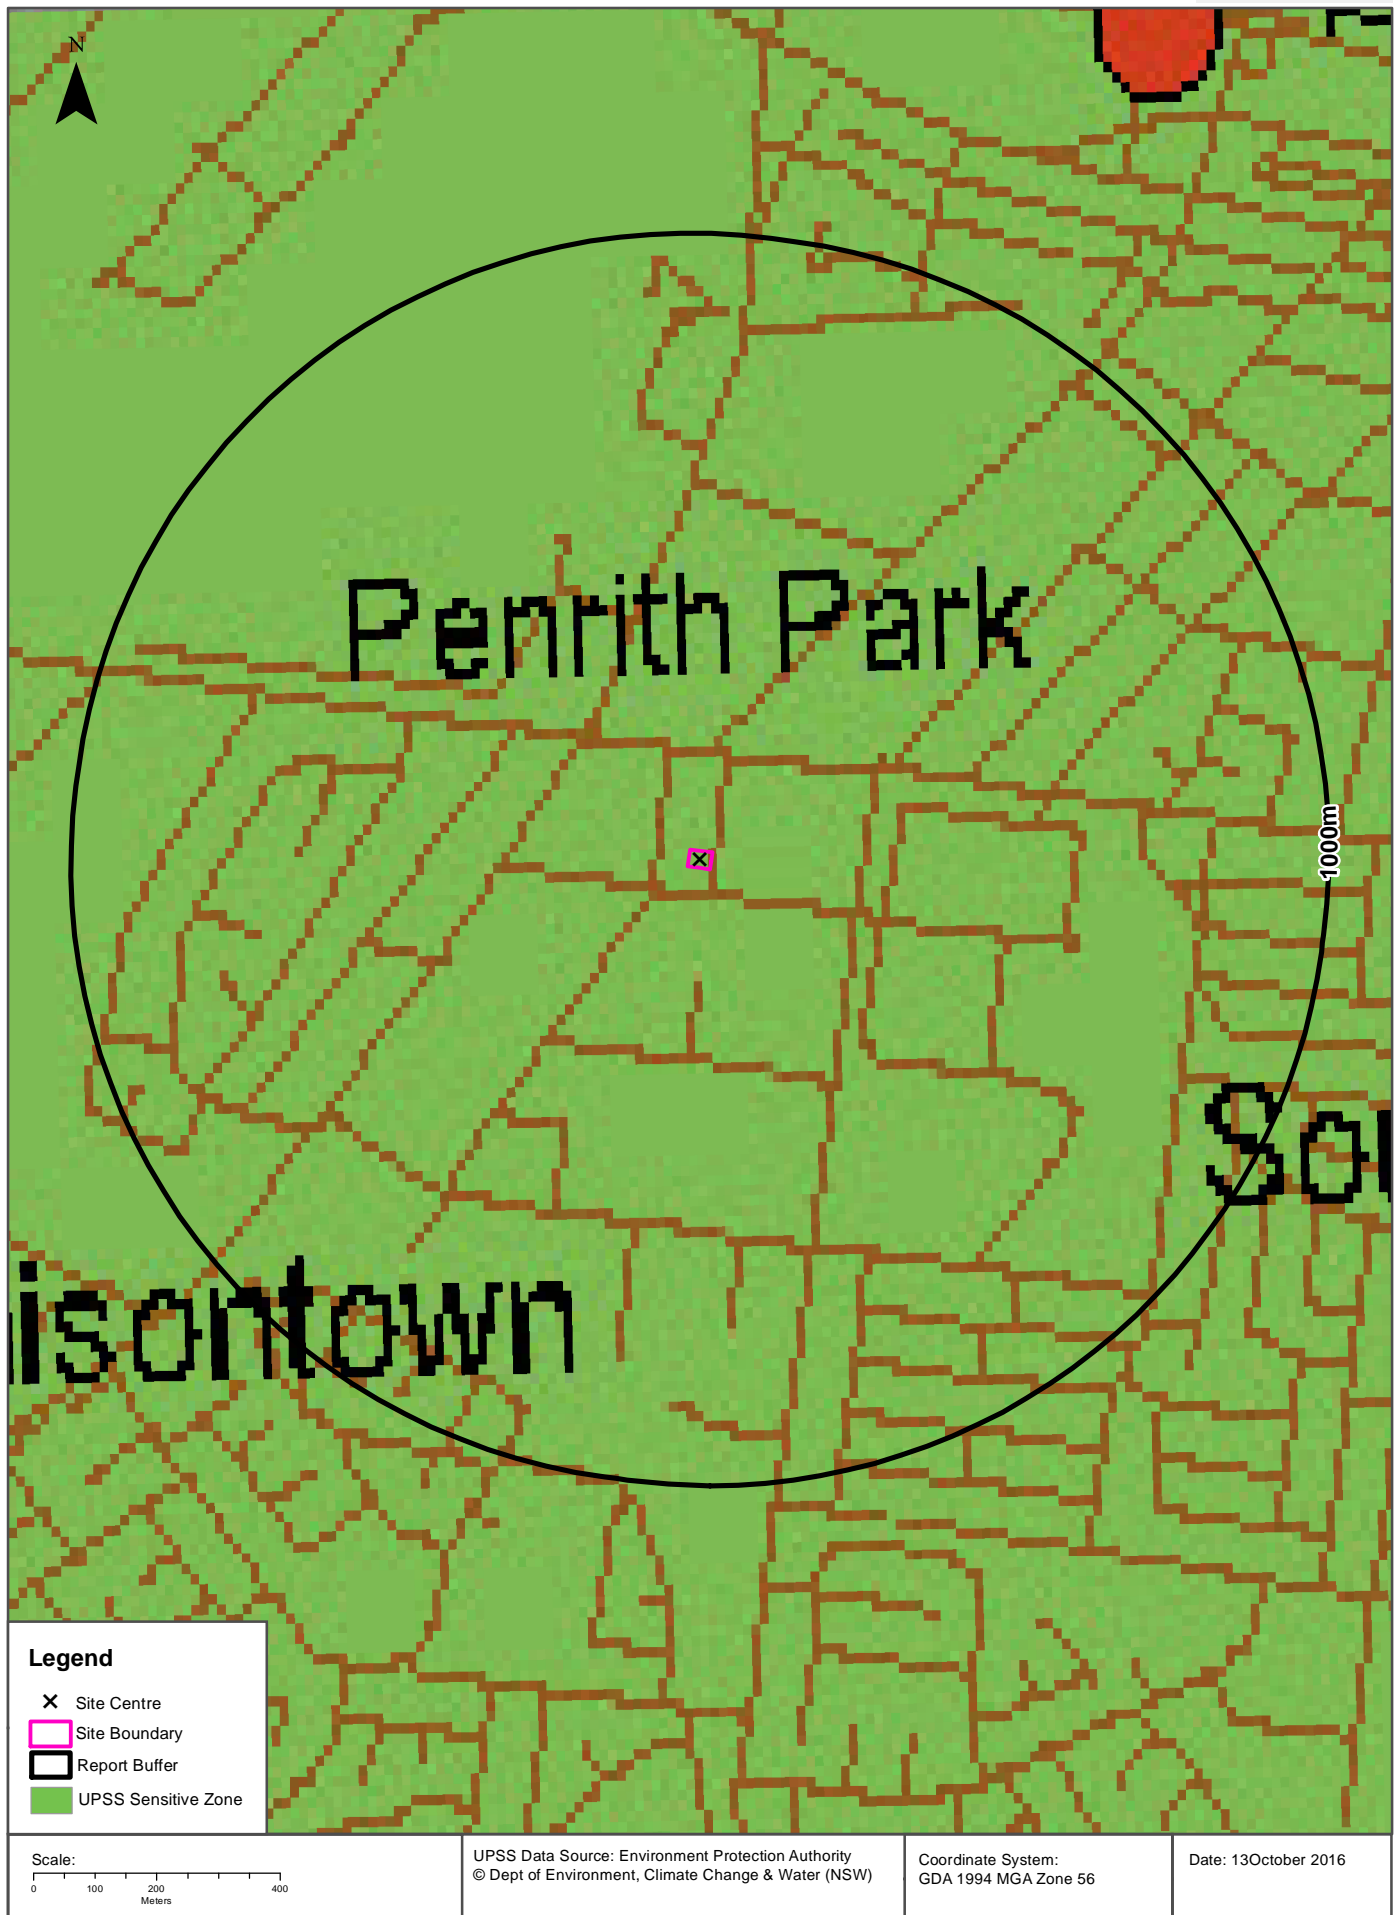 N
Penrith Park
1000m
So
isontown
Legend
Site Centre
Site Boundary
Report Buffer
UPSS Sensitive Zone
Scale:
0 100 200 400
Meters
UPSS Data Source: Environment Protection Authority
© Dept of Environment, Climate Change & Water (NSW)
Coordinate System:
GDA 1994 MGA Zone 56
Date: 13October 2016